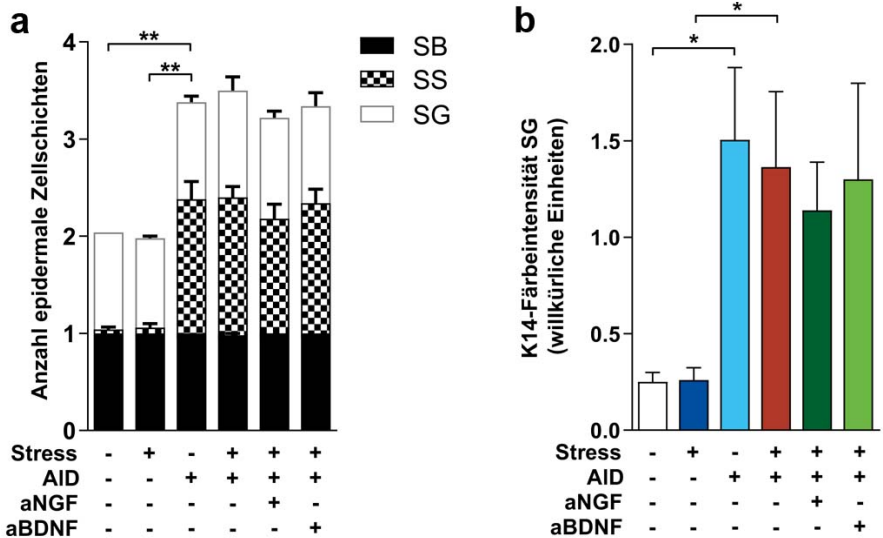 a
**
**
4
3
2
1
0
Anzahl epidermale Zellschichten
SB
SS
SG
Stress - + - + + +
AID - - + + + +
aNGF - - - - + -
aBDNF - - - - - +
b
*
*
2.0
1.5
1.0
0.5
0.0
K14-Färbeintensität SG
(willkürliche Einheiten)
Stress - + - + + +
AID - - + + + +
aNGF - - - - + -
aBDNF - - - - - +